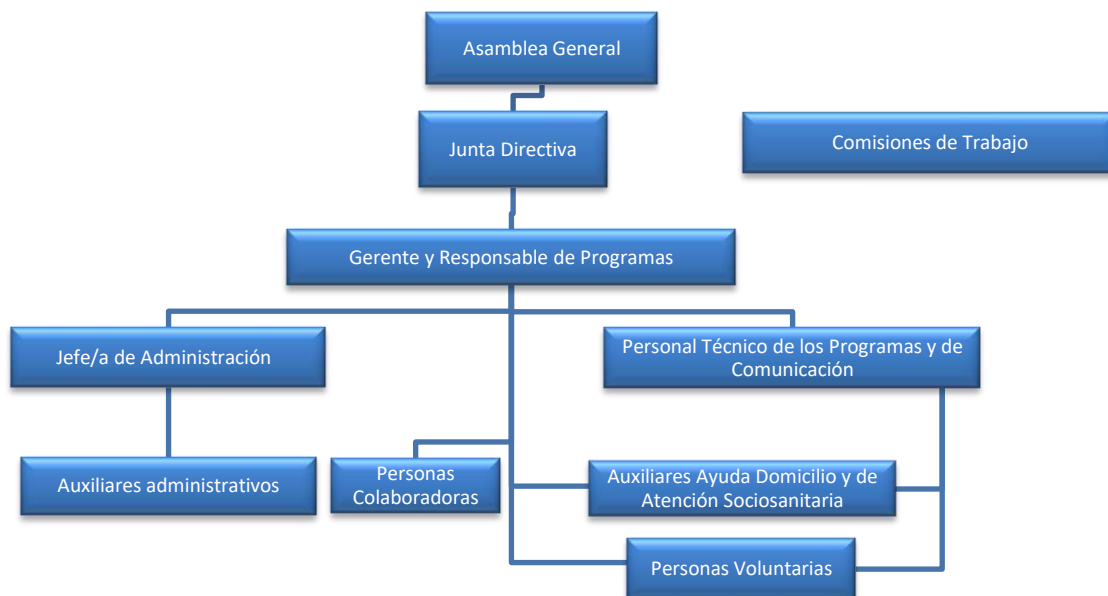 Asamblea General
Junta Directiva
Comisiones de Trabajo
Gerente y Responsable de Programas
Jefe/a de Administración
Personal Técnico de los Programas y de
Comunicación
Auxiliares administrativos
Personas
Colaboradoras
Auxiliares Ayuda Domicilio y de
Atención Sociosanitaria
Personas Voluntarias